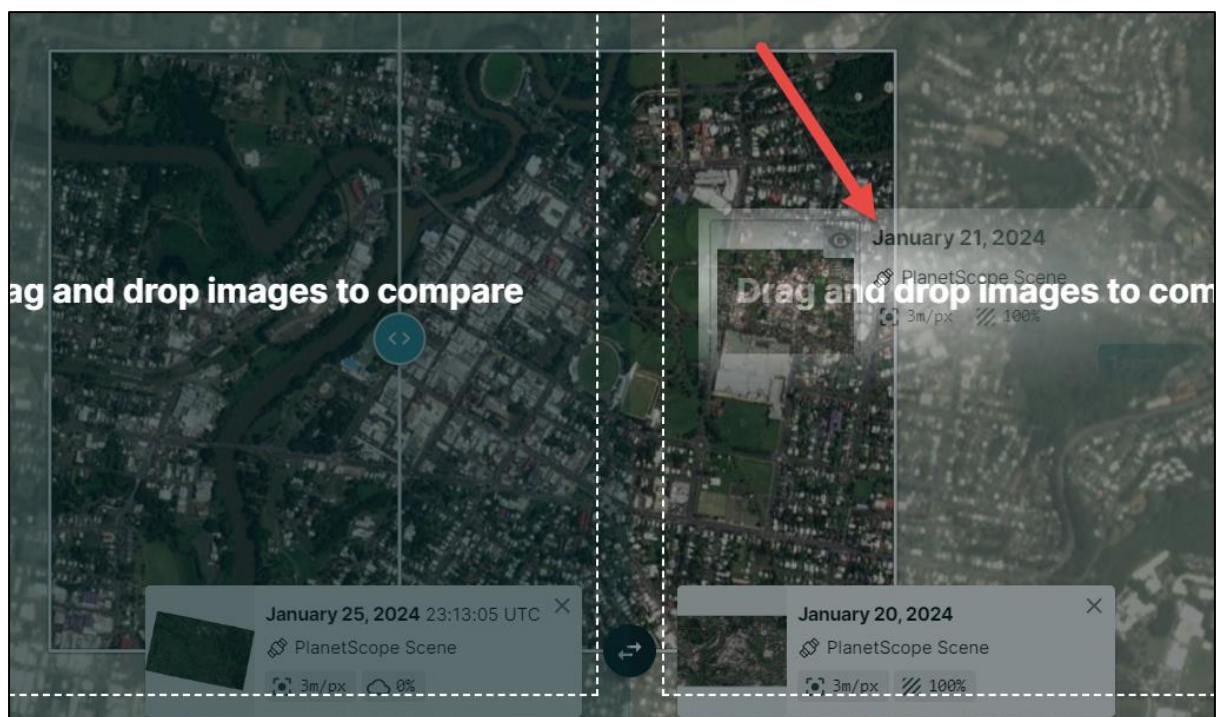 January 21, 2024
PlanetScope Scene
3m/px 100%
ag and drop images to compare
Drag and drop images to com
January 25, 2024 23:13:05 UTC
PlanetScope Scene
3m/px 0%
January 20, 2024
PlanetScope Scene
3m/px 100%